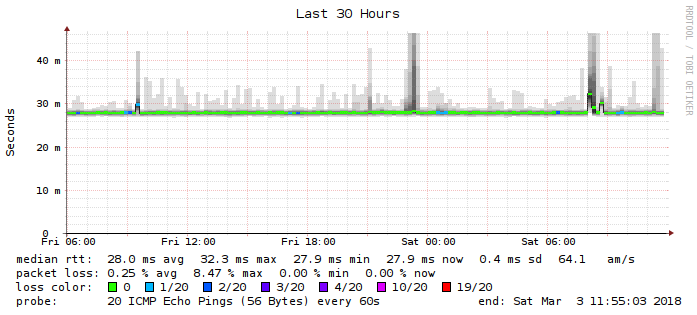 Last 30 Hours
RRDTOOL / TOBI OETIKER
Seconds
40 m
30 m
20 m
10 m
0
Fri 06:00 Fri 12:00 Fri 18:00 Sat 00:00 Sat 06:00
median rtt: 28.0 ms avg 32.3 ms max 27.9 ms min 27.9 ms now 0.4 ms sd 64.1 am/s
packet loss: 0.25 % avg 8.47 % max 0.00 % min 0.00 % now
loss color: 0 1/20 2/20 3/20 4/20 10/20 19/20
probe: 20 ICMP Echo Pings (56 Bytes) every 60s end: Sat Mar 3 11:55:03 2018